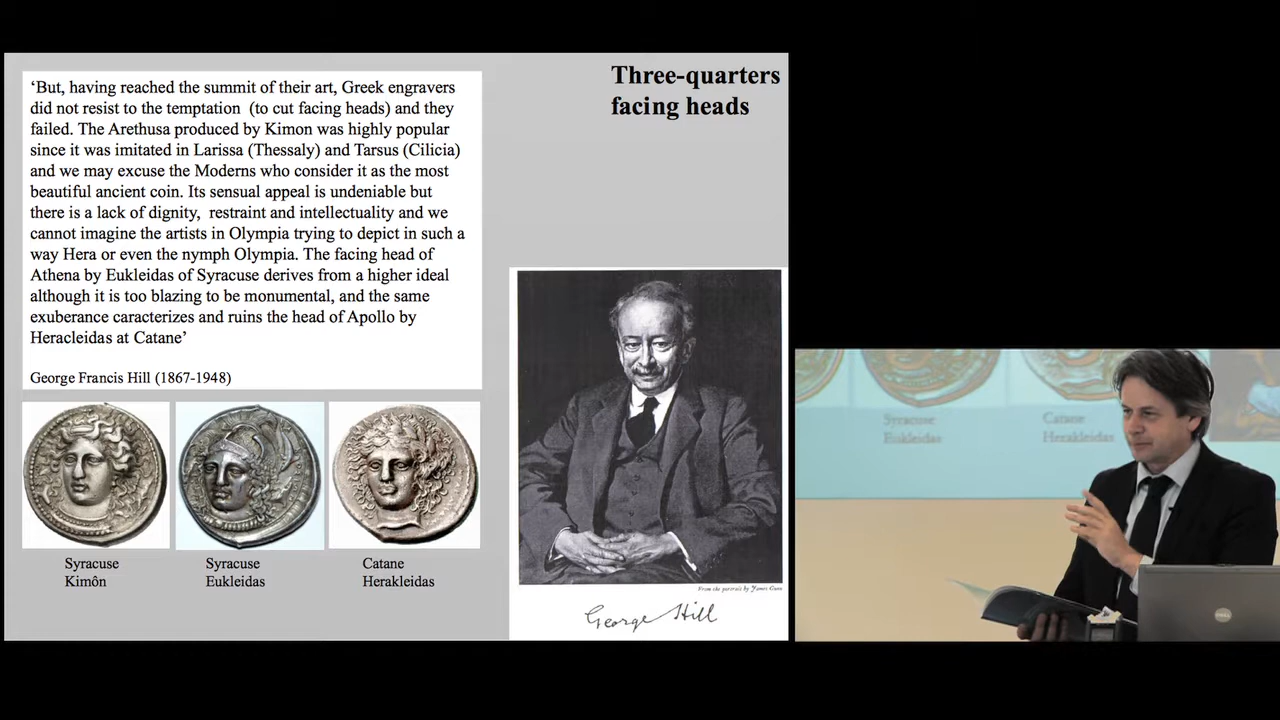 ‘But, having reached the summit of their art, Greek engravers
did not resist to the temptation  (to cut facing heads) and they
failed. The Arethusa produced by Kimon was highly popular
since it was imitated in Larissa (Thessaly) and Tarsus (Cilicia)
and we may excuse the Moderns who consider it as the most
beautiful ancient coin. Its sensual appeal is undeniable but
there is a lack of dignity,  restraint and intellectuality and we
cannot imagine the artists in Olympia trying to depict in such a
way Hera or even the nymph Olympia. The facing head of
Athena by Eukleidas of Syracuse derives from a higher ideal
although it is too blazing to be monumental, and the same
exuberance caracterizes and ruins the head of Apollo by
Heracleidas at Catane’
George Francis Hill (1867-1948)
Three-quarters
facing heads
Syracuse
Kimôn
Syracuse
Eukleidas
Catane
Herakleidas
From the portrait by James Gunn
George Hill
Syracuse
Eukleidas
Catane
Herakleidas
DELL